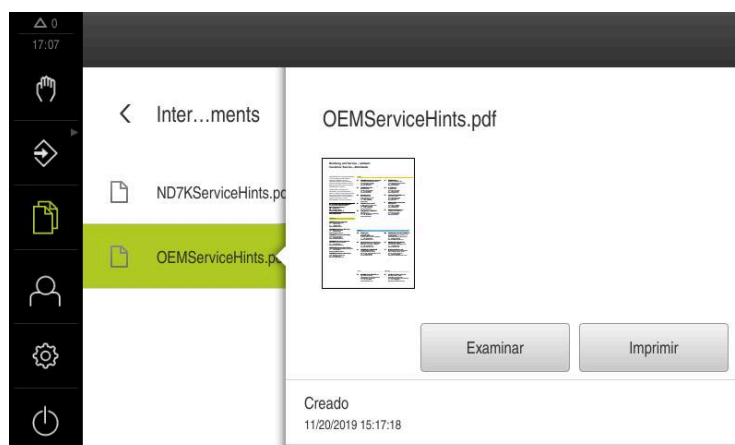 0
17:07
Inter...ments
OEMServiceHints.pdf
ND7KServiceHints.pd
OEMServiceHints.p
Examinar
Imprimir
Creado
11/20/2019 15:17:18